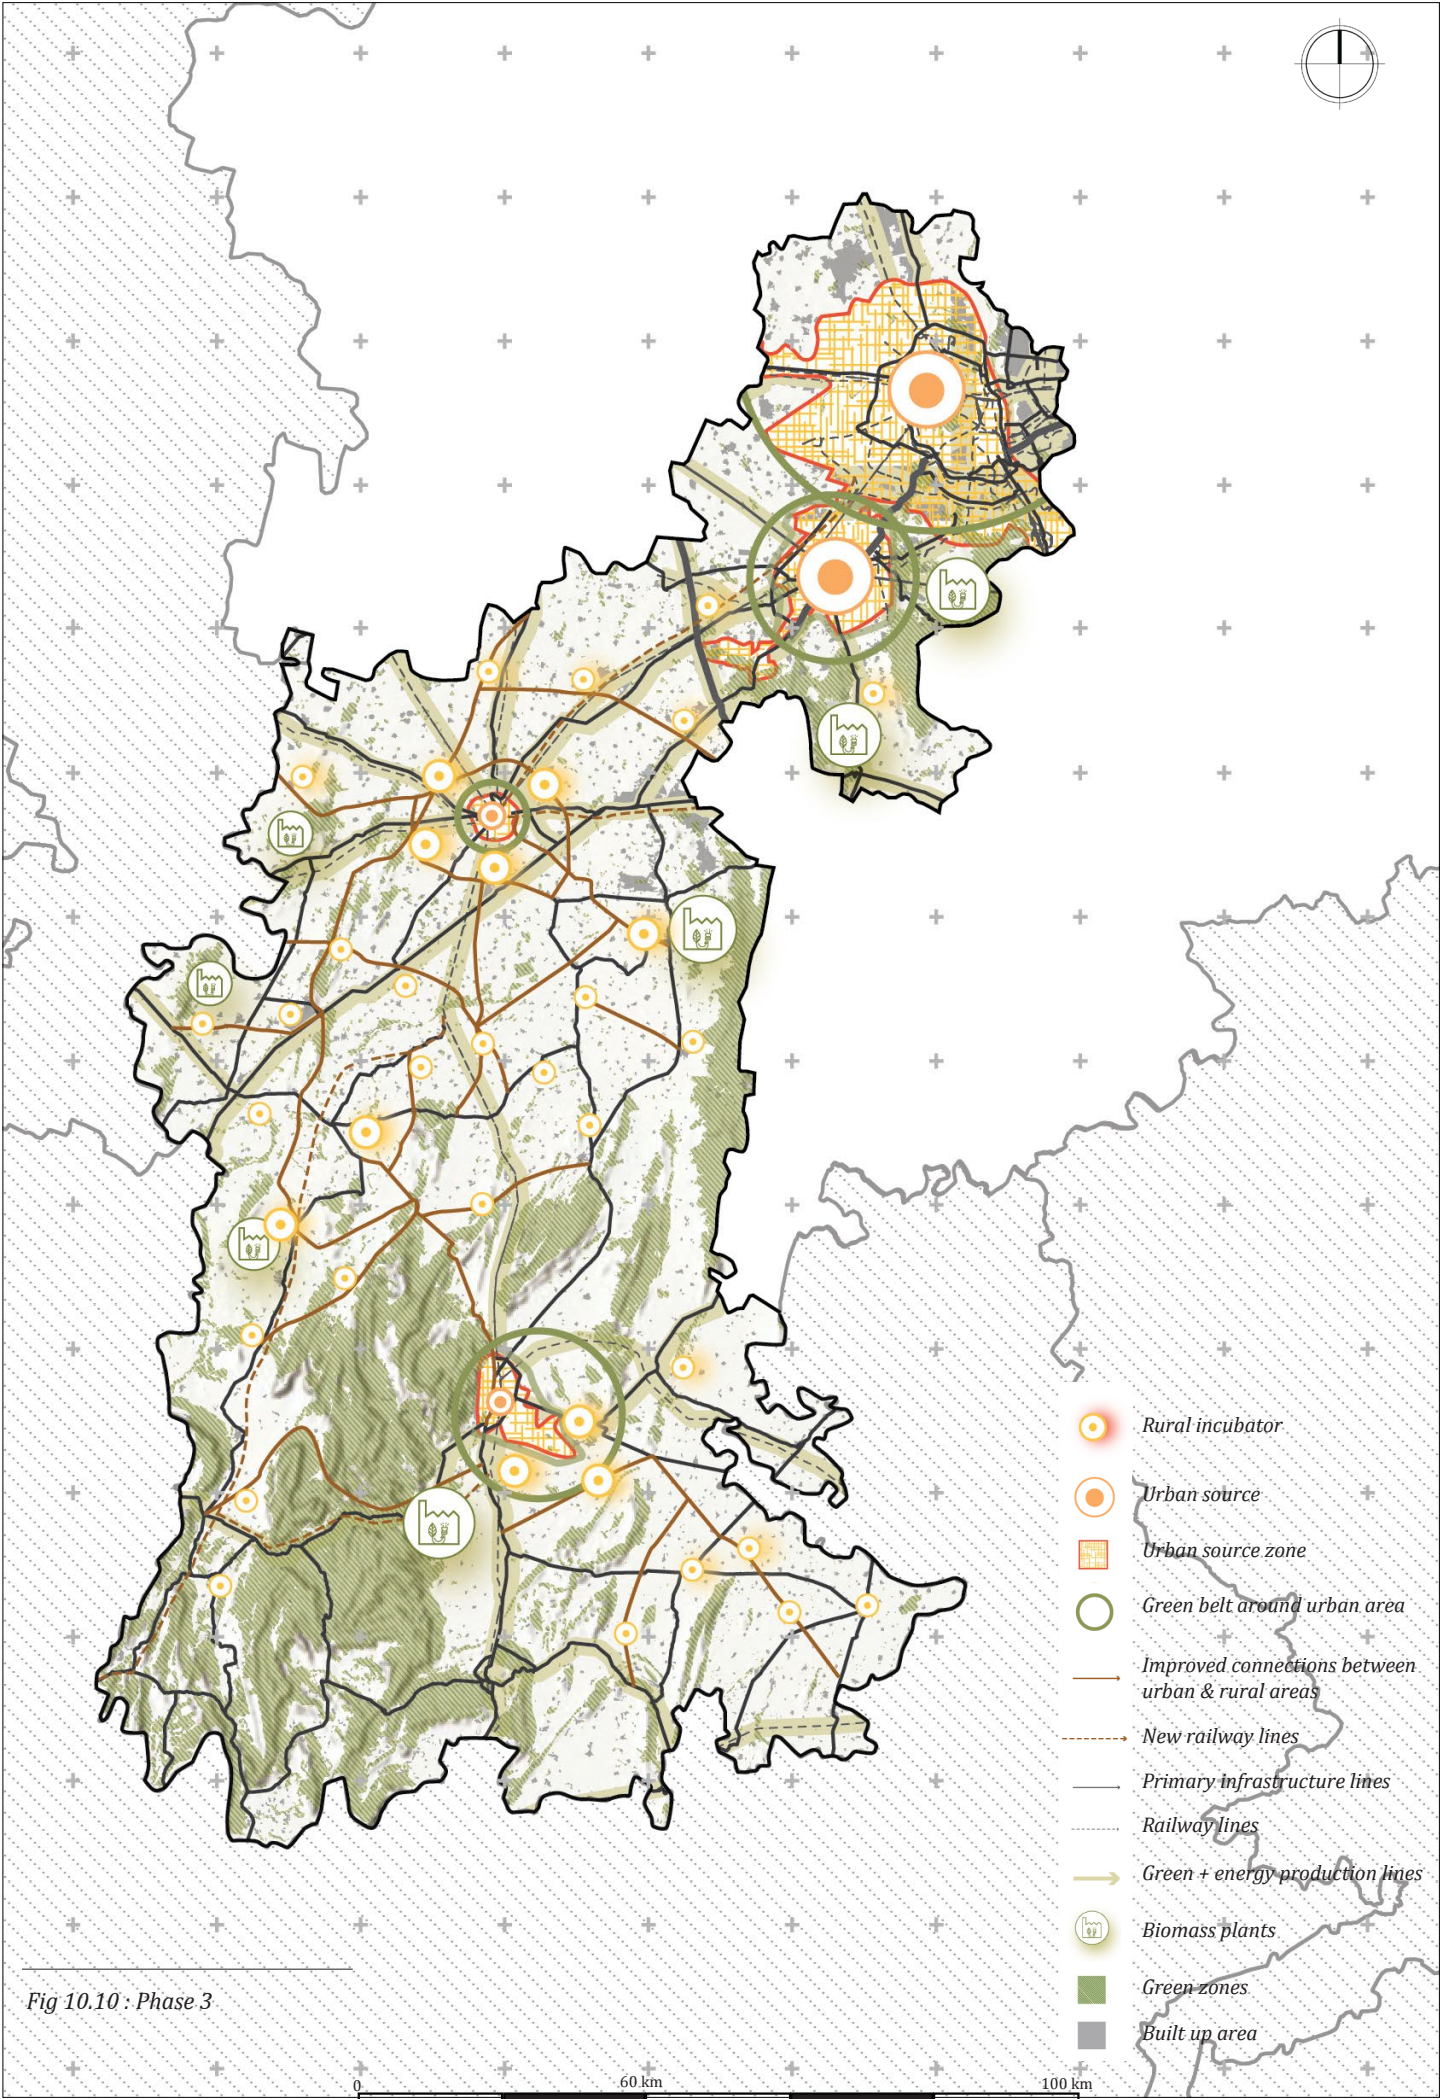 Rural incubator
Urban source
Urban source zone
Green belt around urban area
Improved connections between
urban & rural areas
New railway lines
Primary infrastructure lines
Railway lines
Green + energy production lines
Biomass plants
Green zones
Built up area
Fig 10.10 : Phase 3
0 60 km 100 km